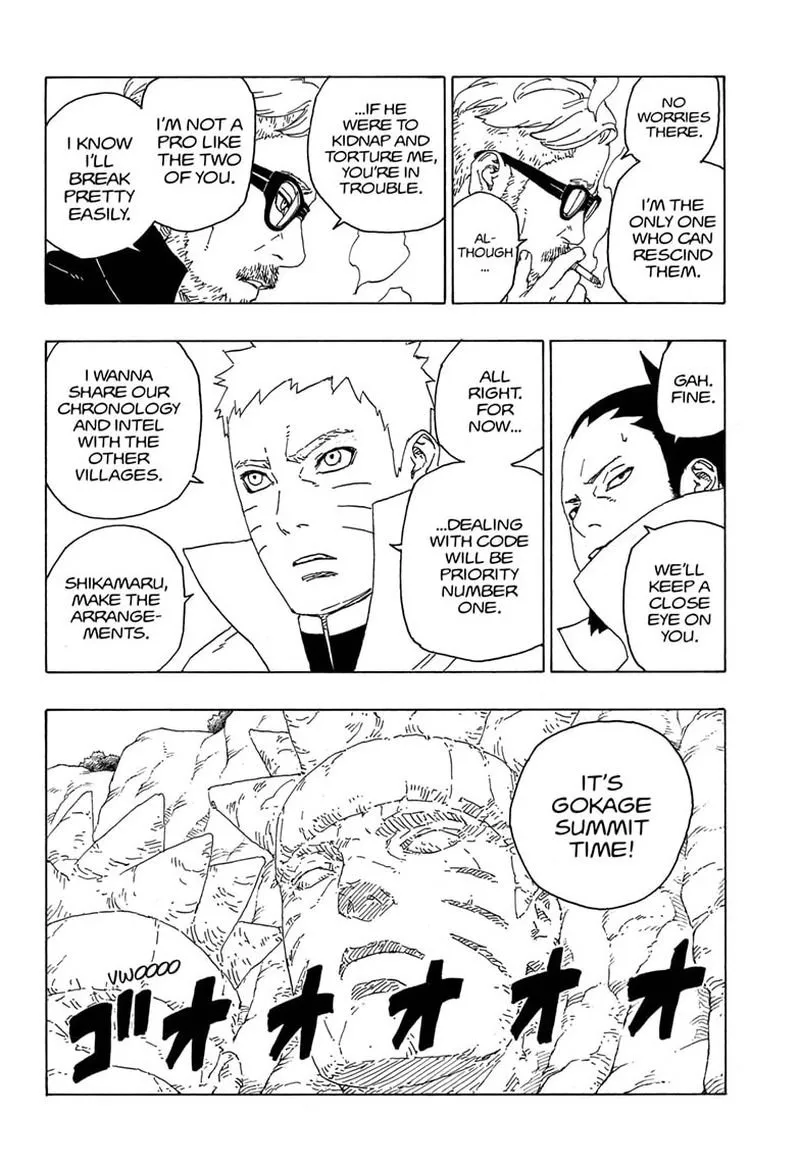 NO
WORRIES
THERE.
I'M THE
ONLY ONE
WHO CAN
RESCIND
THEM.
AL-
THOUGH
...
...IF HE
WERE TO
KIDNAP AND
TORTURE ME,
YOU'RE IN
TROUBLE.
I'M NOT A
PRO LIKE
THE TWO
OF YOU.
I KNOW
I'LL
BREAK
PRETTY
EASILY.
GAH.
FINE.
WE'LL
KEEP A
CLOSE
EYE ON
YOU.
ALL
RIGHT.
FOR
NOW...
...DEALING
WITH CODE
WILL BE
PRIORITY
NUMBER
ONE.
I WANNA
SHARE OUR
CHRONOLOGY
AND INTEL
WITH THE
OTHER
VILLAGES.
SHIKAMARU,
MAKE THE
ARRANGE-
MENTS.
IT'S
GOKAGE
SUMMIT
TIME!
VWOOOO
ゴオオオオオ